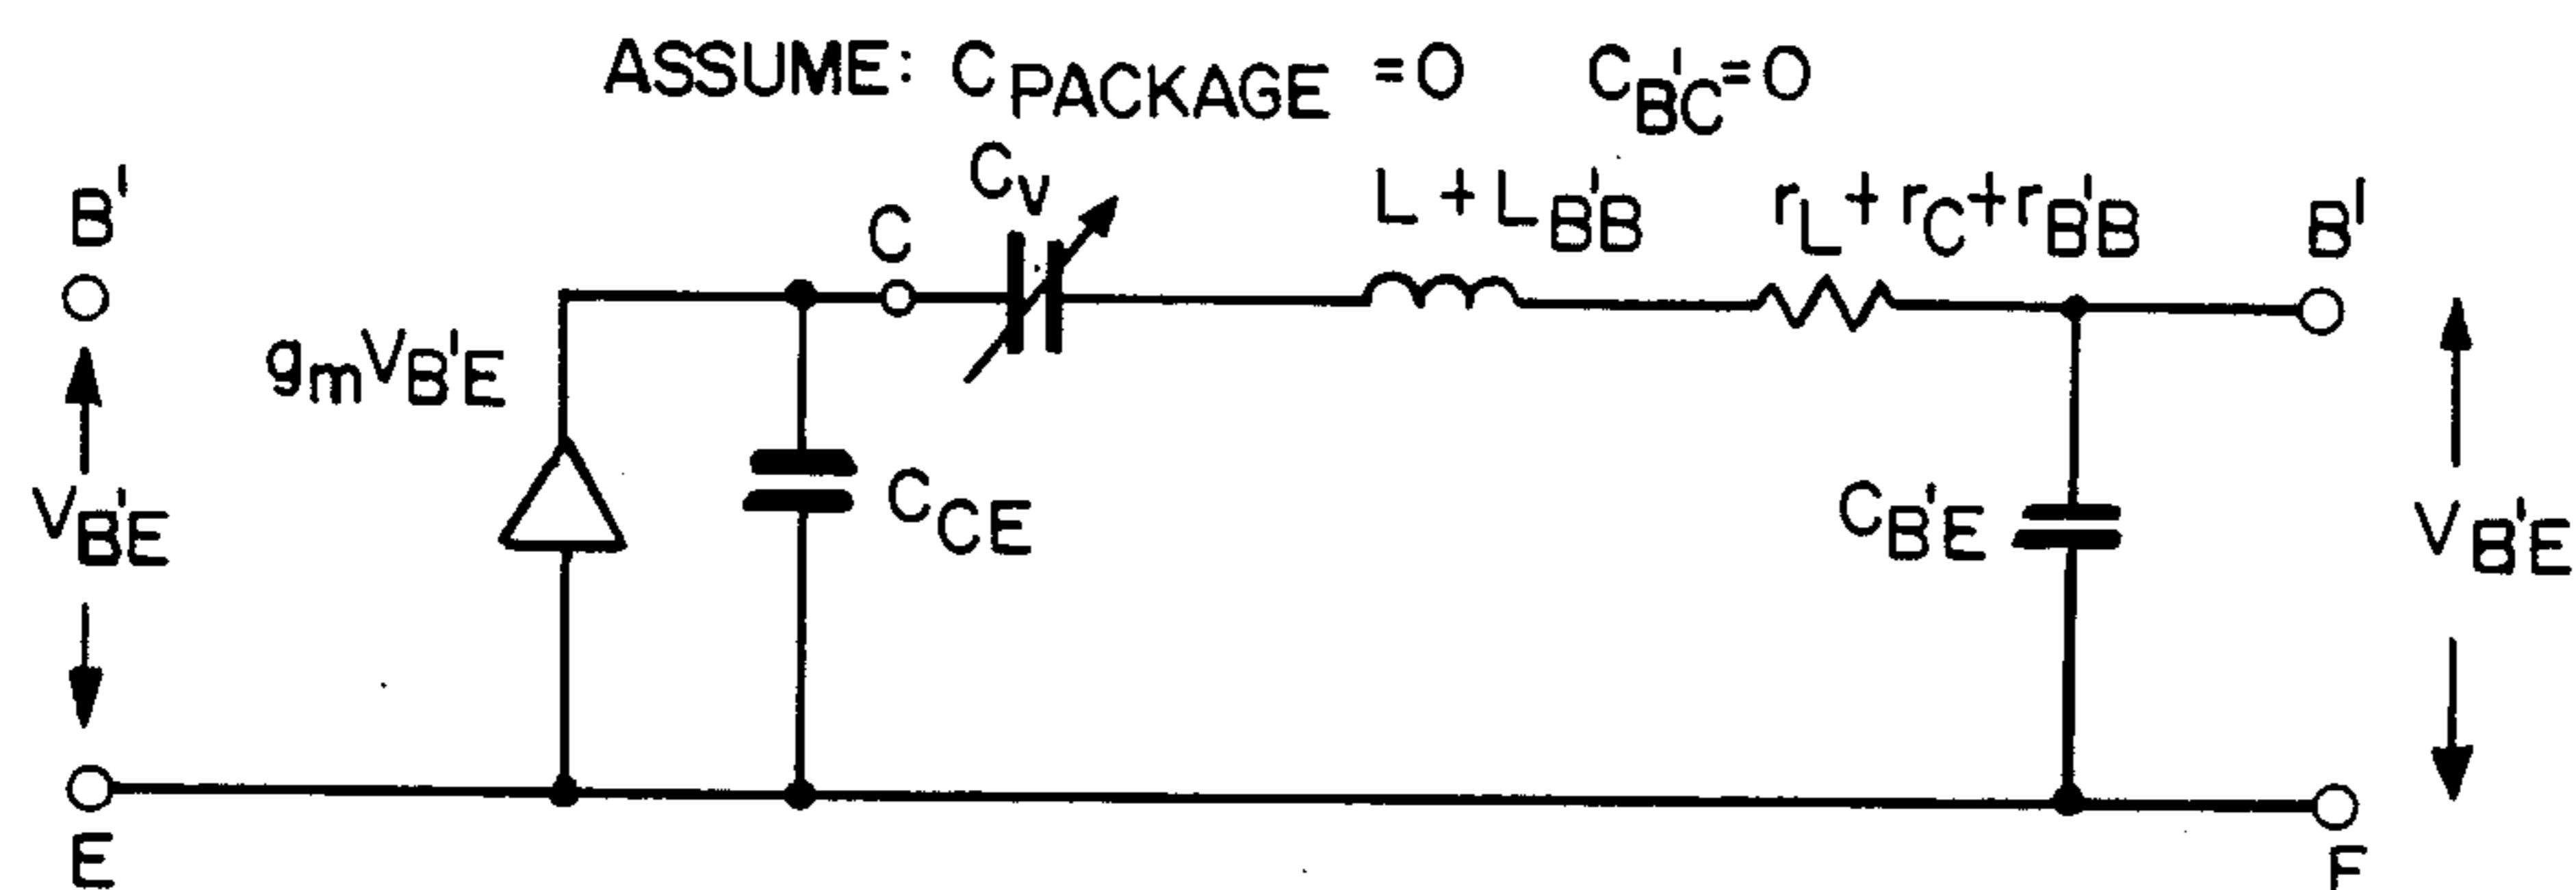 ASSUME: C PACKAGE = 0 C B'C = 0
B'
C
C V
L + L B'B
r L + r C + r B'B
B'
g m V B'E
V B'E
C CE
C B'E
V B'E
E